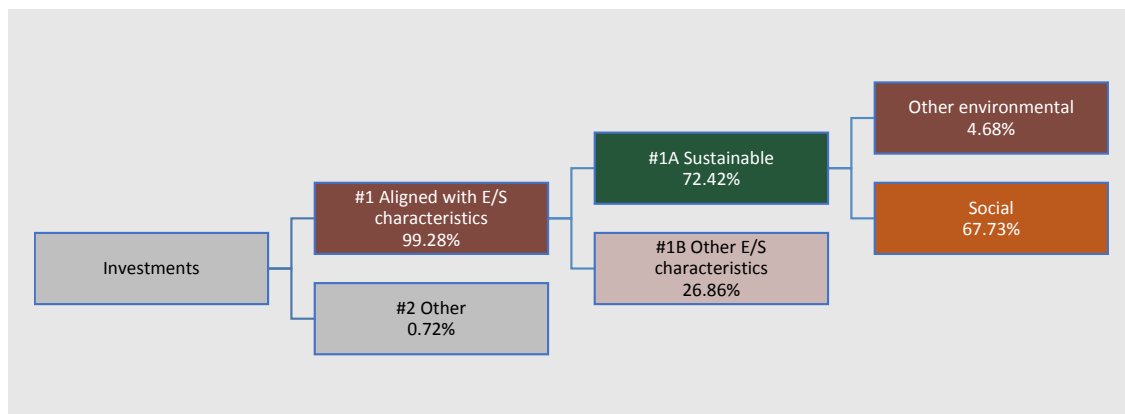 Investments
#1 Aligned with E/S
characteristics
99.28%
#2 Other
0.72%
#1A Sustainable
72.42%
#1B Other E/S
characteristics
26.86%
Other environmental
4.68%
Social
67.73%